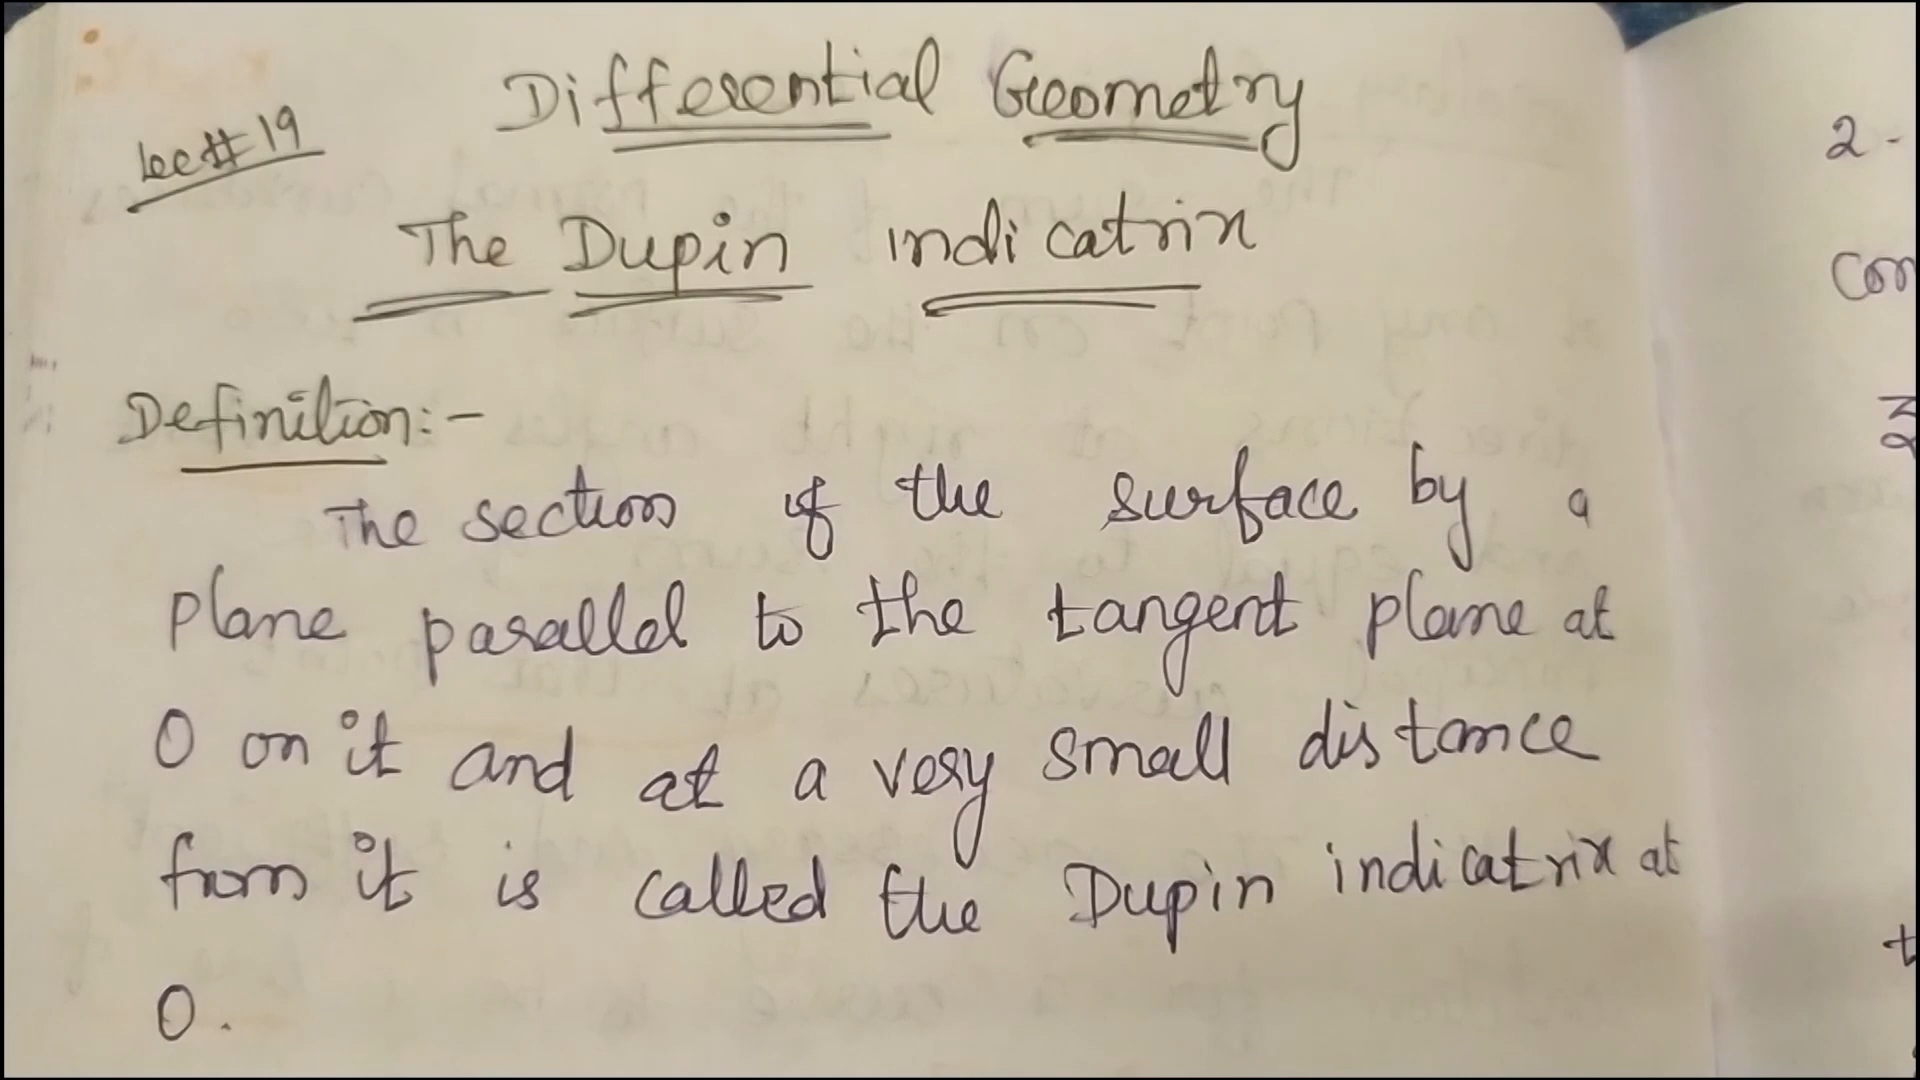 Differential Geometry
Lec # 19
The Dupin indicatrix
Definition:-
The section of the surface by a
plane parallel to the tangent plane at
O on it and at a very small distance
from it is called the Dupin indicatrix at
O.
2-